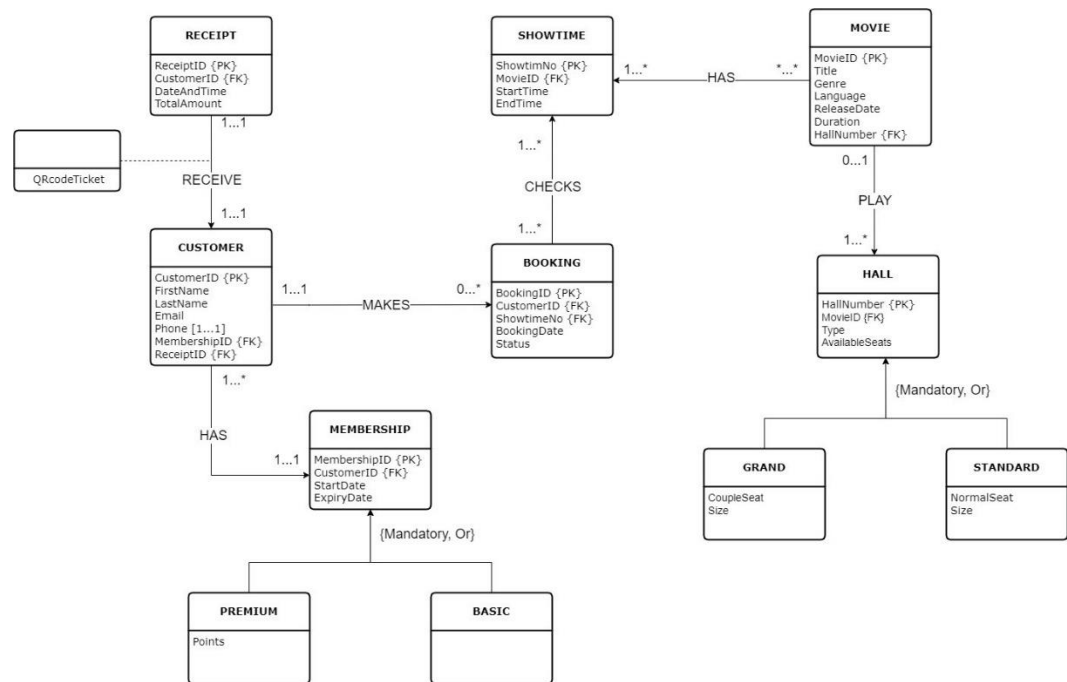 RECEIPT
ReceiptID {PK}
CustomerID {FK}
DateAndTime
TotalAmount
1...1
QRcodeTicket
RECEIVE
1...1
CUSTOMER
CustomerID {PK}
FirstName
LastName
Email
Phone [1...1]
MembershipID {FK}
ReceiptID {FK}
1...1
MAKES
0...*
1...*
HAS
1...1
SHOWTIME
ShowtimNo {PK}
MovieID {FK}
StartTime
EndTime
1...*
HAS
*...*
1...*
CHECKS
1...*
BOOKING
BookingID {PK}
CustomerID {FK}
ShowtimeNo {FK}
BookingDate
Status
MOVIE
MovieID {PK}
Title
Genre
Language
ReleaseDate
Duration
HallNumber {FK}
0...1
PLAY
1...*
HALL
HallNumber {PK}
MovieID {FK}
Type
AvailableSeats
{Mandatory, Or}
GRAND
CoupleSeat
Size
STANDARD
NormalSeat
Size
MEMBERSHIP
MembershipID {PK}
CustomerID {FK}
StartDate
ExpiryDate
{Mandatory, Or}
PREMIUM
Points
BASIC